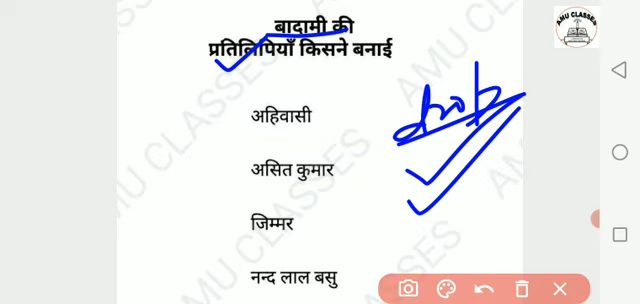 AMU CLASSES
बादामी की
प्रतिलिपियाँ किसने बनाई
अहिवासी
असित कुमार
जिम्मर
नन्द लाल बसु